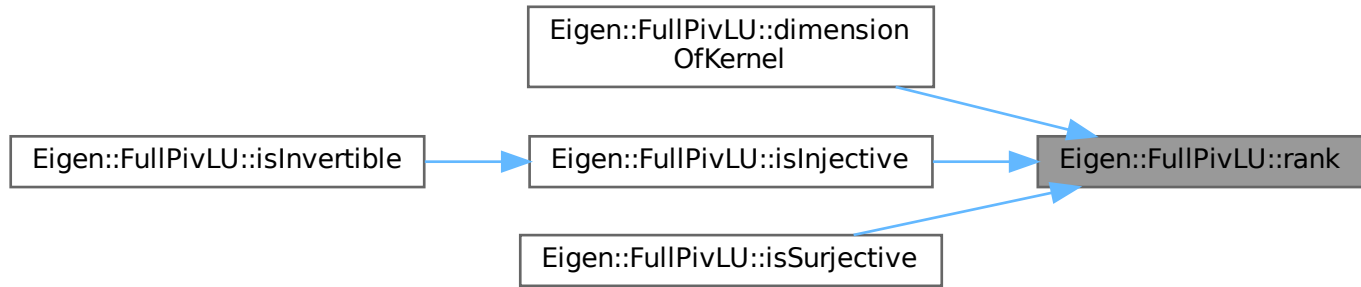 Eigen::FullPivLU::dimension
OfKernel
Eigen::FullPivLU::isInvertible
Eigen::FullPivLU::isInjective
Eigen::FullPivLU::rank
Eigen::FullPivLU::isSurjective